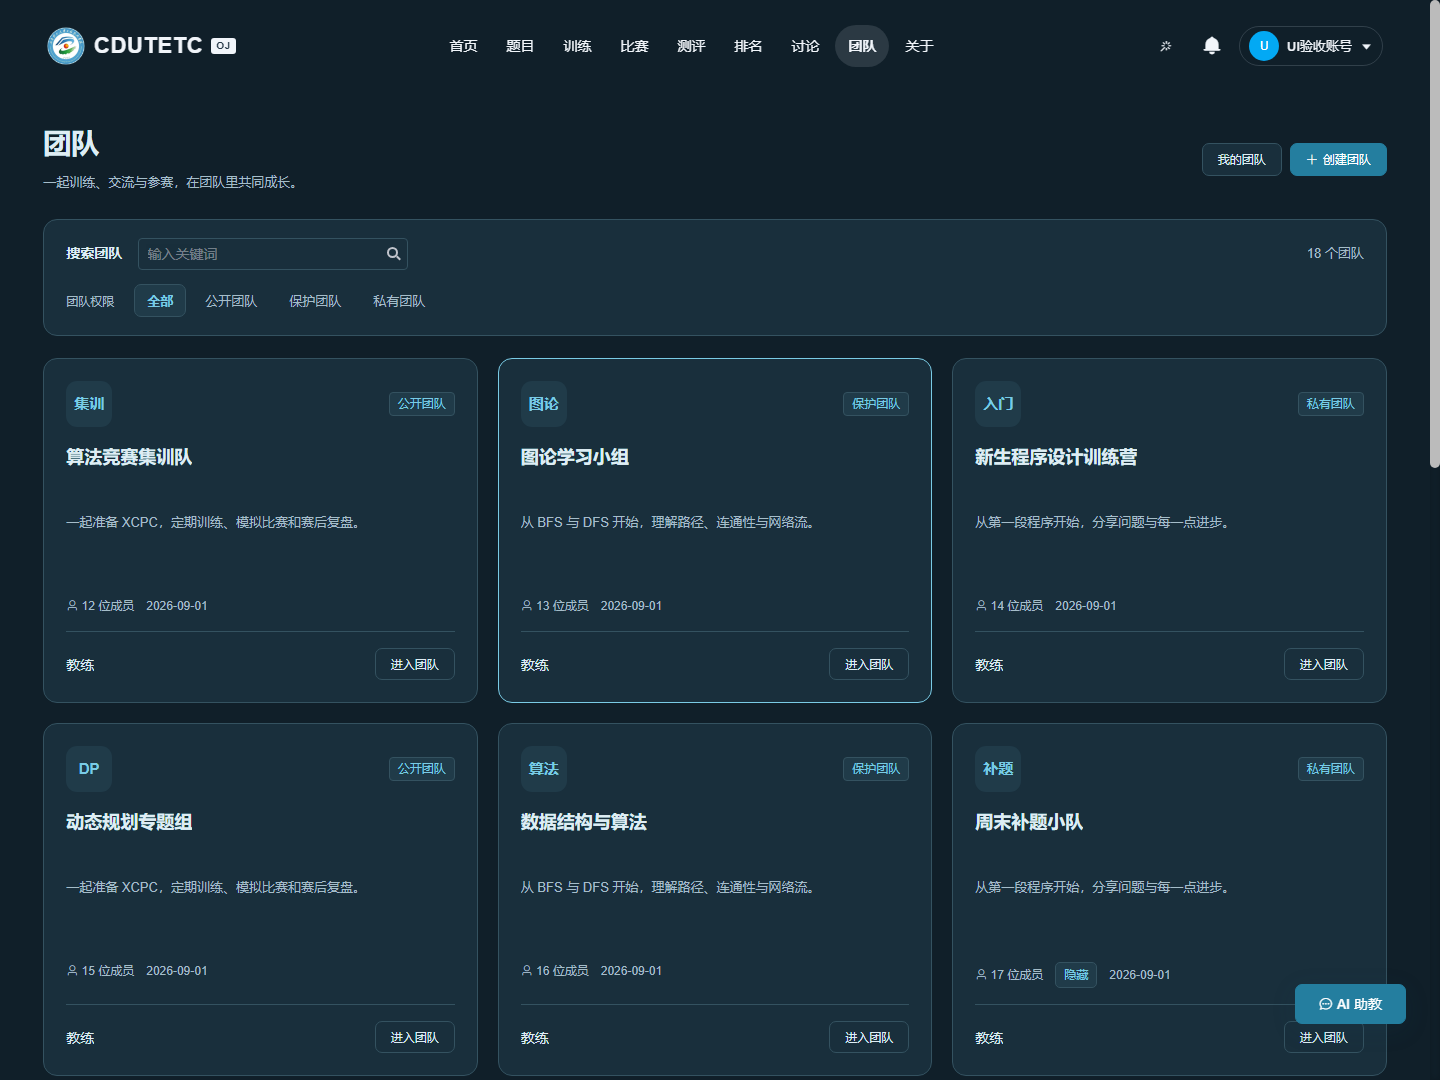 CDUTETC OJ 首页 题目 训练 比赛 测评 排名 讨论 团队 关于 U UI验收账号
团队
一起训练、交流与参赛，在团队里共同成长。
我的团队 创建团队
搜索团队 输入关键词 18 个团队
团队权限 全部 公开团队 保护团队 私有团队
集训 公开团队
算法竞赛集训队
一起准备 XCPC，定期训练、模拟比赛和赛后复盘。
12 位成员 2026-09-01
教练 进入团队
图论 保护团队
图论学习小组
从 BFS 与 DFS 开始，理解路径、连通性与网络流。
13 位成员 2026-09-01
教练 进入团队
入门 私有团队
新生程序设计训练营
从第一段程序开始，分享问题与每一点进步。
14 位成员 2026-09-01
教练 进入团队
DP 公开团队
动态规划专题组
一起准备 XCPC，定期训练、模拟比赛和赛后复盘。
15 位成员 2026-09-01
教练 进入团队
算法 保护团队
数据结构与算法
从 BFS 与 DFS 开始，理解路径、连通性与网络流。
16 位成员 2026-09-01
教练 进入团队
补题 私有团队
周末补题小队
从第一段程序开始，分享问题与每一点进步。
17 位成员 隐藏 2026-09-01
教练 进入团队
AI 助教